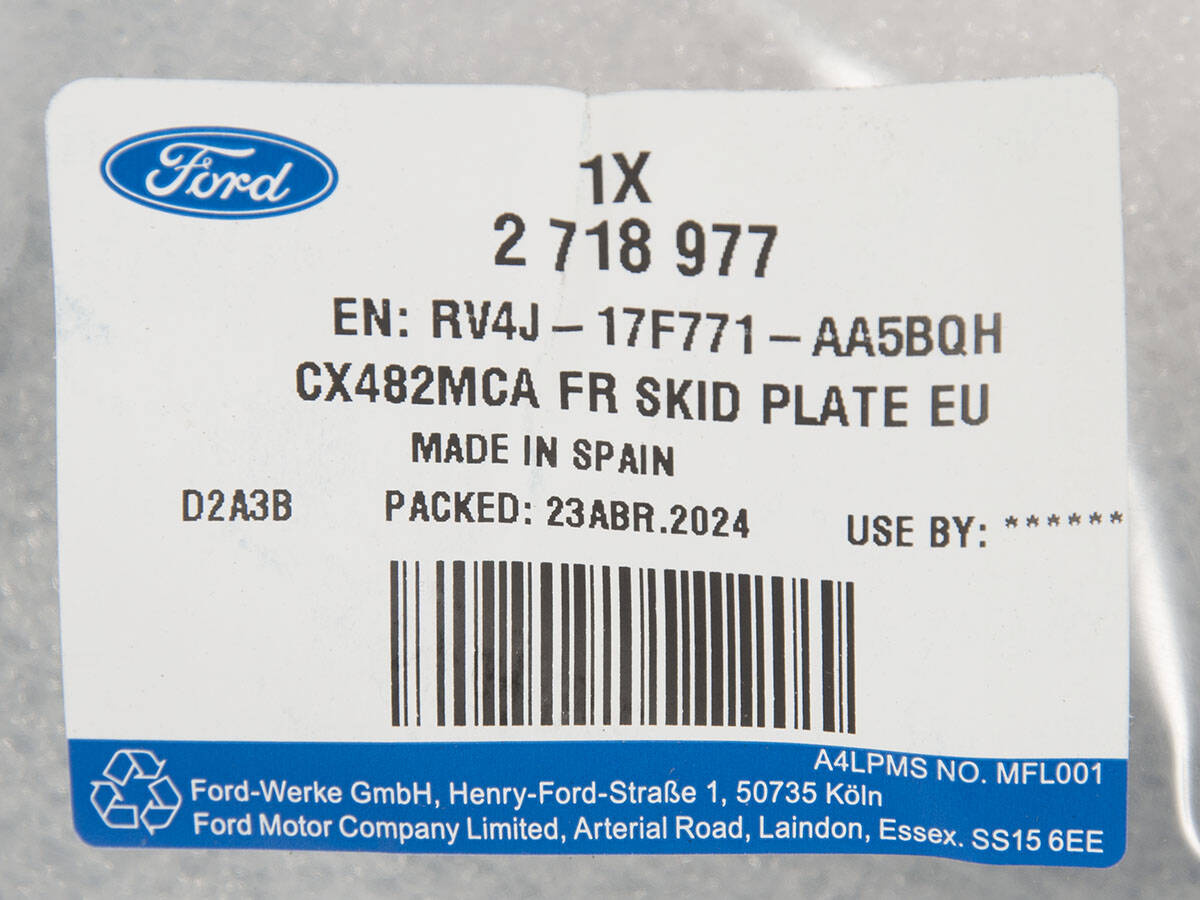 Ford
1X
2 718 977
EN: RV4J-17F771-AA5BQH
CX482MCA FR SKID PLATE EU
MADE IN SPAIN
D2A3B PACKED: 23ABR.2024 USE BY: ******
A4LPMS NO. MFL001
Ford-Werke GmbH, Henry-Ford-Straße 1, 50735 Köln
Ford Motor Company Limited, Arterial Road, Laindon, Essex. SS15 6EE